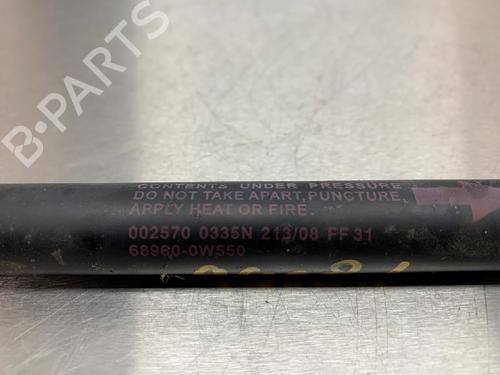 B-PARTS
CONTENTS UNDER PRESSURE
DO NOT TAKE APART, PUNCTURE,
APPLY HEAT OR FIRE.
002570 0335N 213/08 FF 31
68960-0W550
B-PARTS